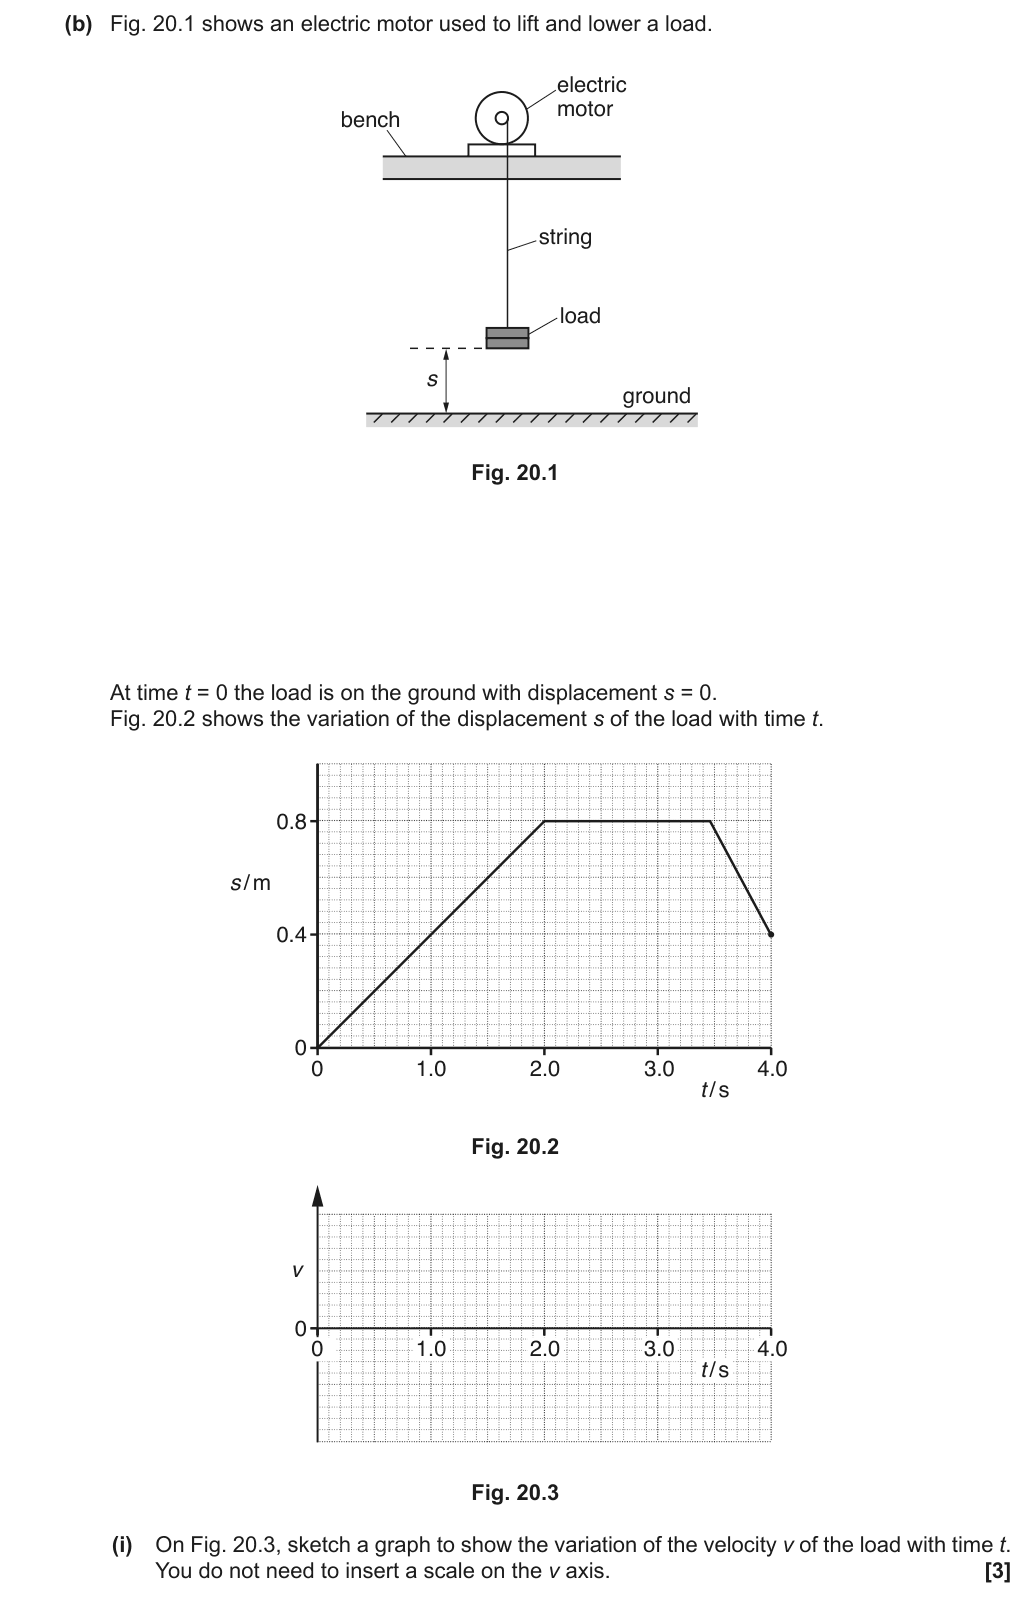 (b) Fig. 20.1 shows an electric motor used to lift and lower a load.
electric
motor
bench
string
load
s
ground
Fig. 20.1
At time t = 0 the load is on the ground with displacement s = 0.
Fig. 20.2 shows the variation of the displacement s of the load with time t.
0.8
s/m
0.4
0
0 1.0 2.0 3.0 4.0
t/s
Fig. 20.2
v
0
0 1.0 2.0 3.0 4.0
t/s
Fig. 20.3
(i) On Fig. 20.3, sketch a graph to show the variation of the velocity v of the load with time t.
You do not need to insert a scale on the v axis. [3]